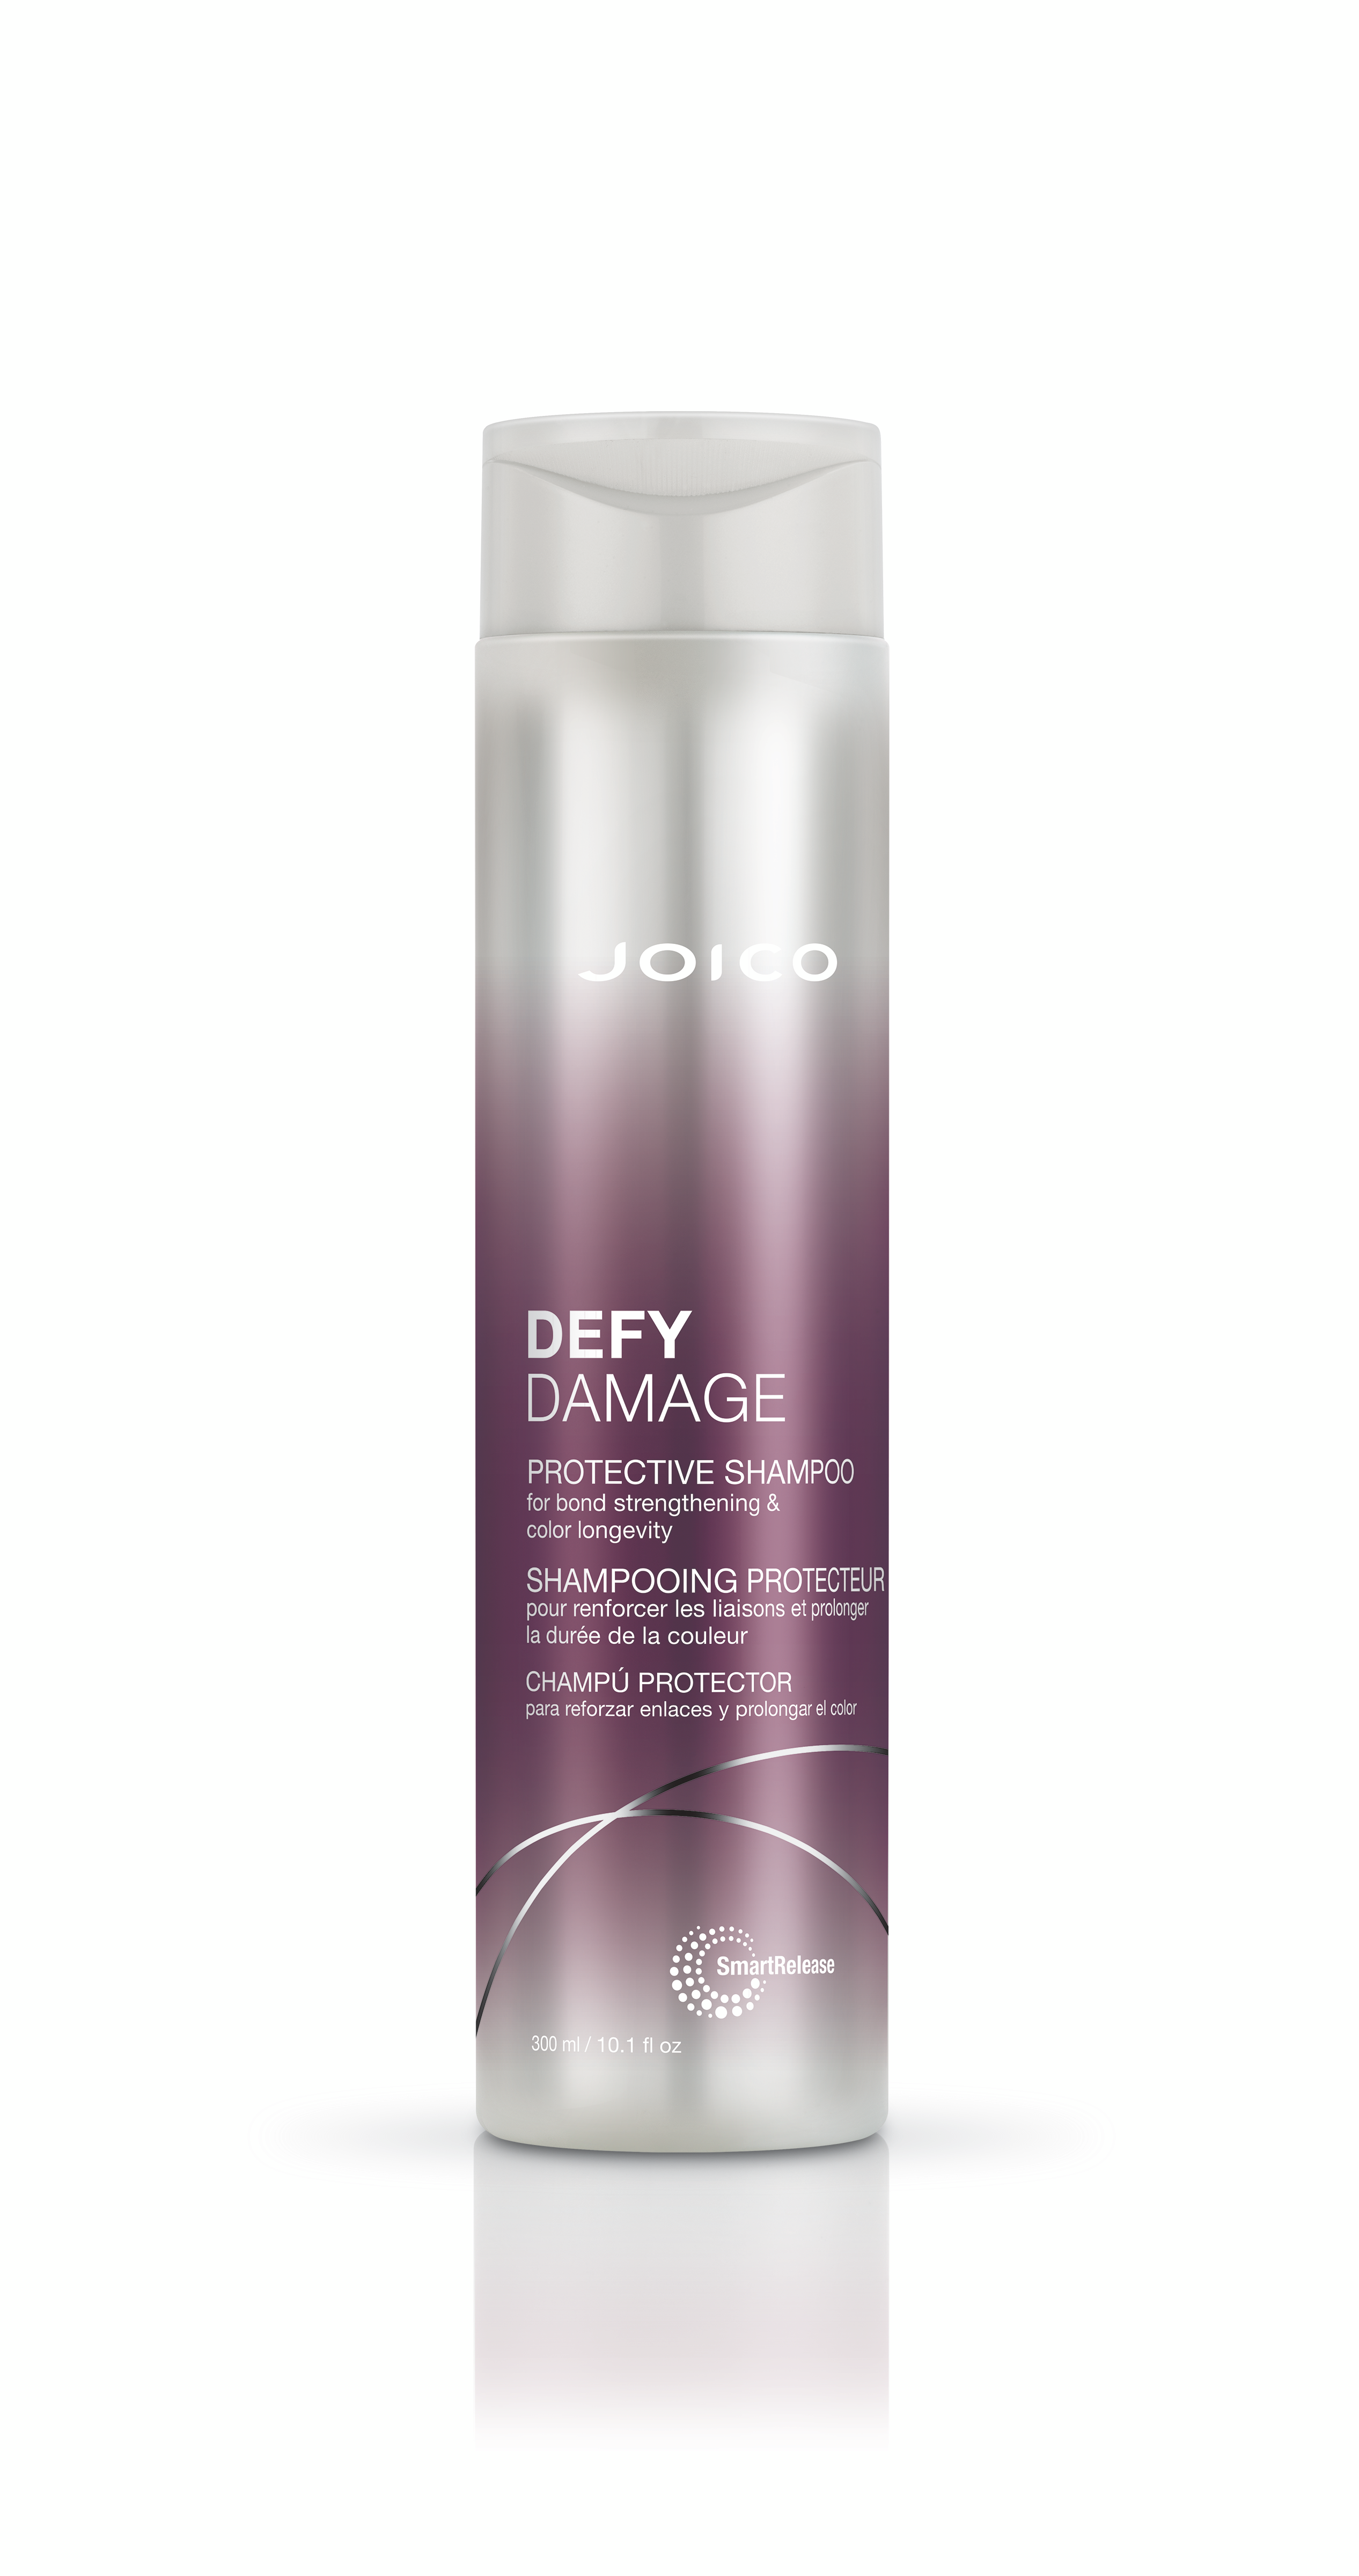 JOICO
DEFY
DAMAGE
PROTECTIVE SHAMPOO
for bond strengthening &
color longevity
SHAMPOOING PROTECTEUR
pour renforcer les liaisons et prolonger
la durée de la couleur
CHAMPÚ PROTECTOR
para reforzar enlaces y prolongar el color
SmartRelease
300 ml / 10.1 fl oz